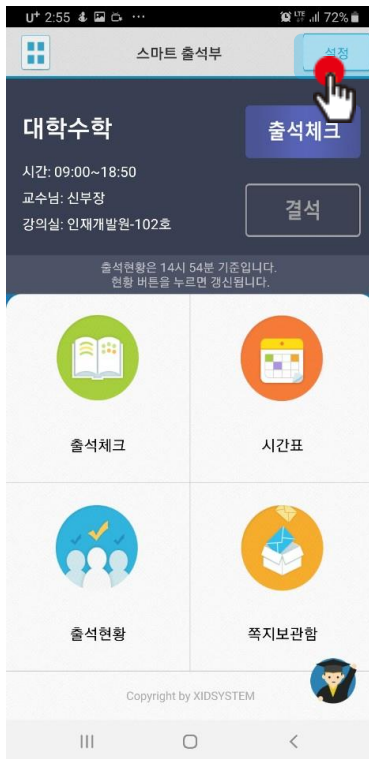 U+ 2:55 ... LTE 72%
스마트 출석부
설정
대학수학
출석체크
시간: 09:00~18:50
교수님: 신부장
결석
강의실: 인재개발원-102호
출석현황은 14시 54분 기준입니다.
현황 버튼을 누르면 갱신됩니다.
출석체크
시간표
출석현황
쪽지보관함
Copyright by XIDSYSTEM